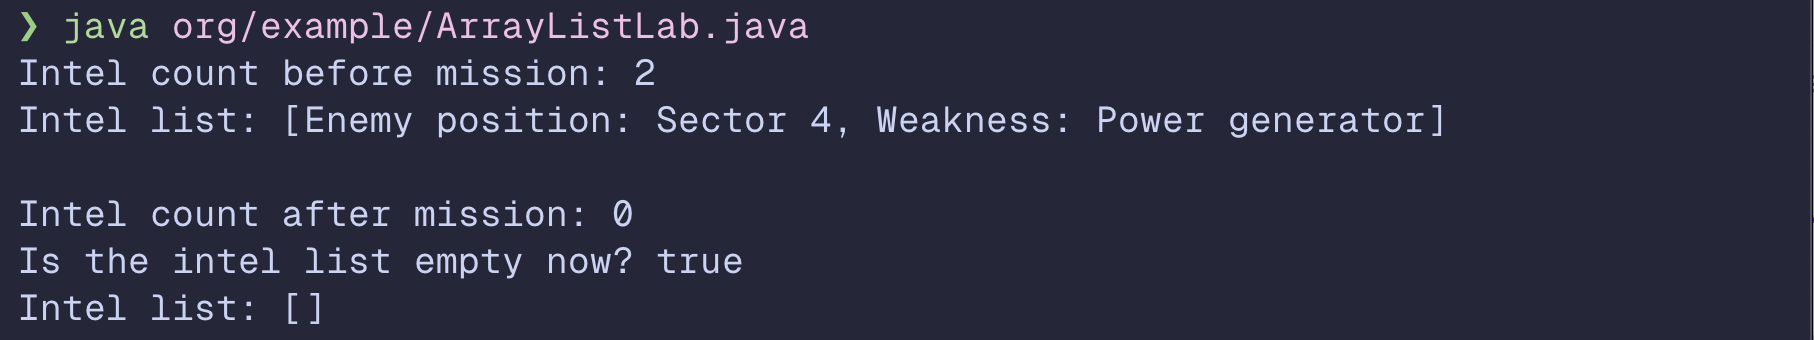 ❯ java org/example/ArrayListLab.java
Intel count before mission: 2
Intel list: [Enemy position: Sector 4, Weakness: Power generator]

Intel count after mission: 0
Is the intel list empty now? true
Intel list: []